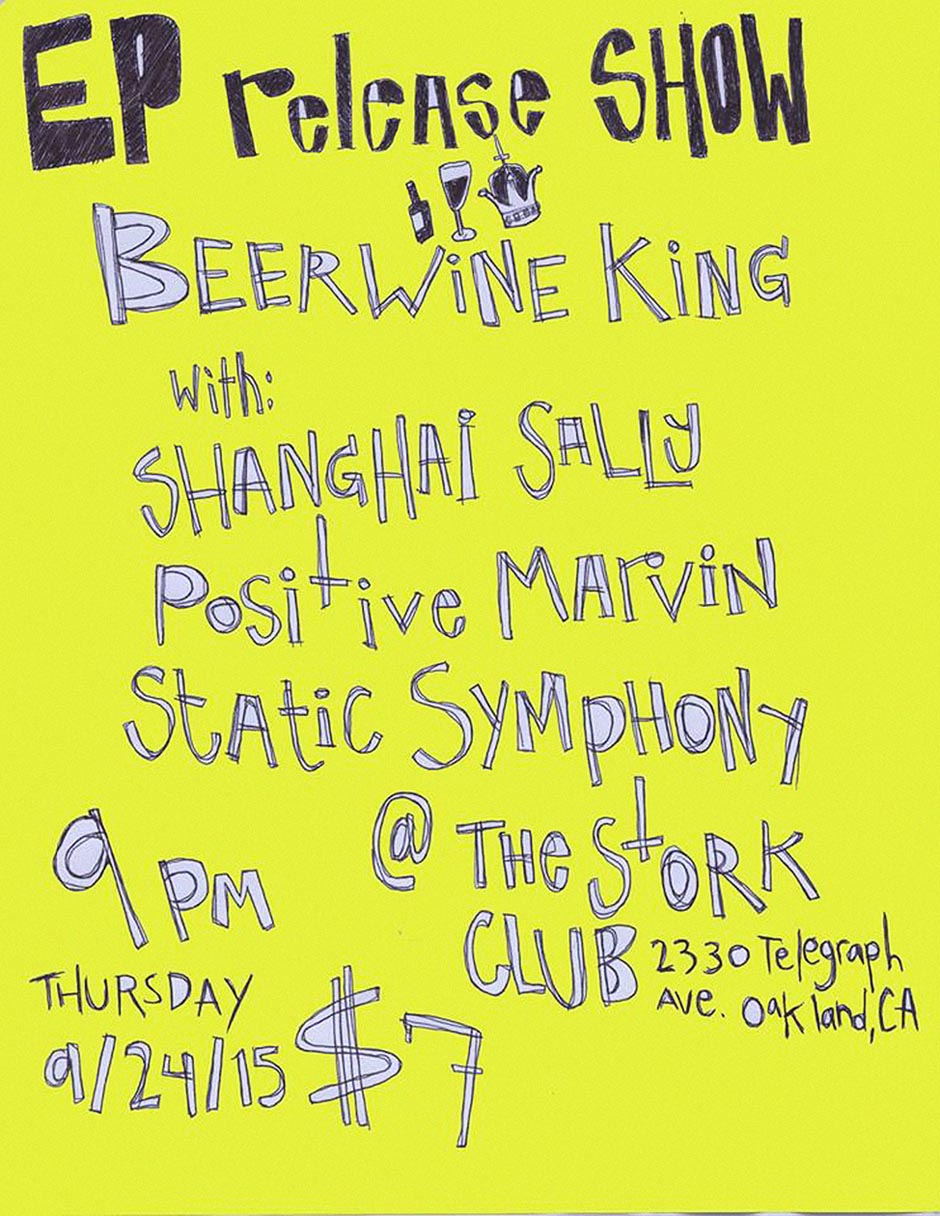 EP release SHOW
BEERWiNE KiNG
with:
SHANGHAi SALLy
Positive MArviN
StAtic SyMpHONy
9 PM @ THe StORK
CLUB 2330 Telegraph
Ave. Oakland, CA
THURSDAY
9/24/15 $7